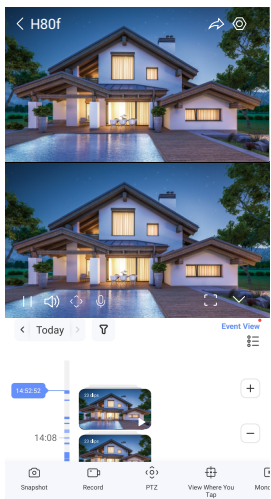 H80f
Today
Event View
14:52:52
14:08
Snapshot
Record
PTZ
View Where You
Tap